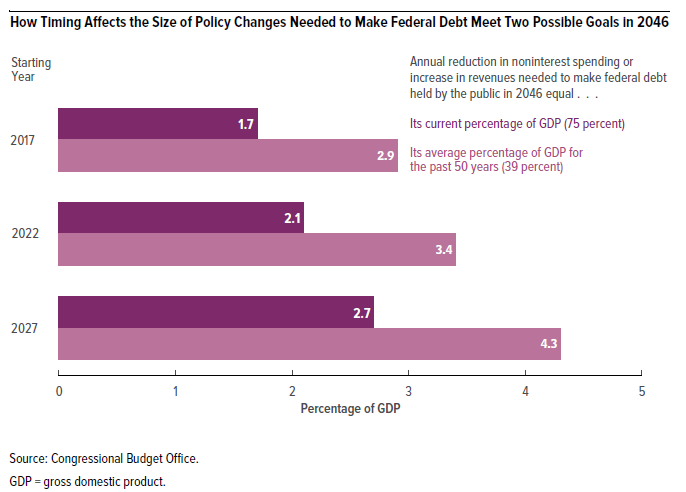 How Timing Affects the Size of Policy Changes Needed to Make Federal Debt Meet Two Possible Goals in 2046
Starting
Year
Annual reduction in noninterest spending or
increase in revenues needed to make federal debt
held by the public in 2046 equal . . .
2017
1.7
Its current percentage of GDP (75 percent)
2.9
Its average percentage of GDP for
the past 50 years (39 percent)
2022
2.1
3.4
2027
2.7
4.3
0 1 2 3 4 5
Percentage of GDP
Source: Congressional Budget Office.
GDP = gross domestic product.